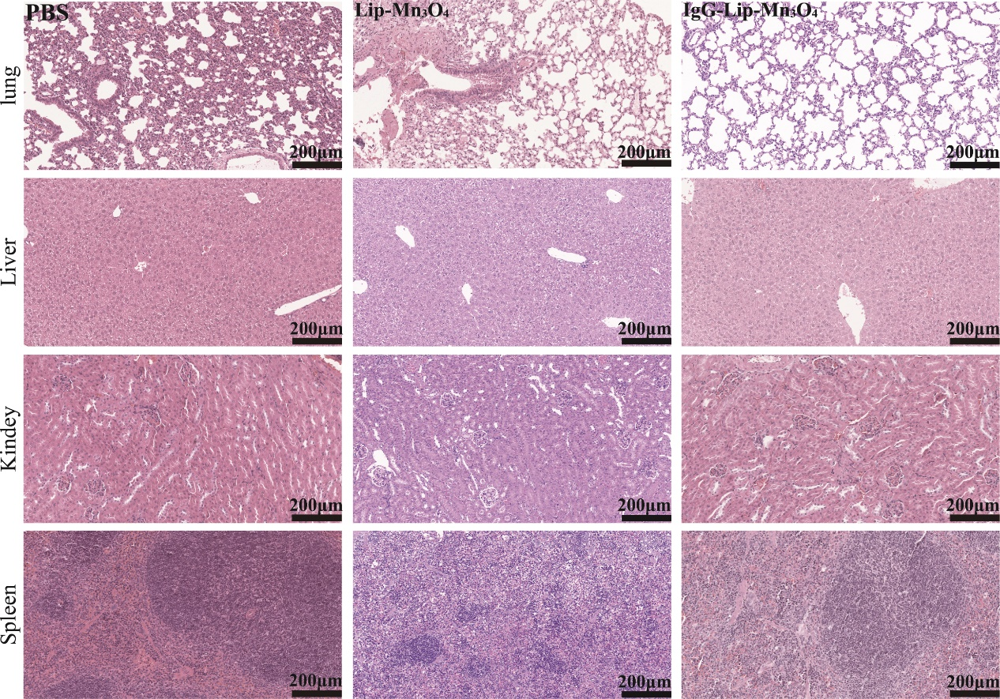 PBS Lip-Mn₃O₄ IgG-Lip-Mn₃O₄
lung
200μm 200μm 200μm
Liver
200μm 200μm 200μm
Kindey
200μm 200μm 200μm
Spleen
200μm 200μm 200μm